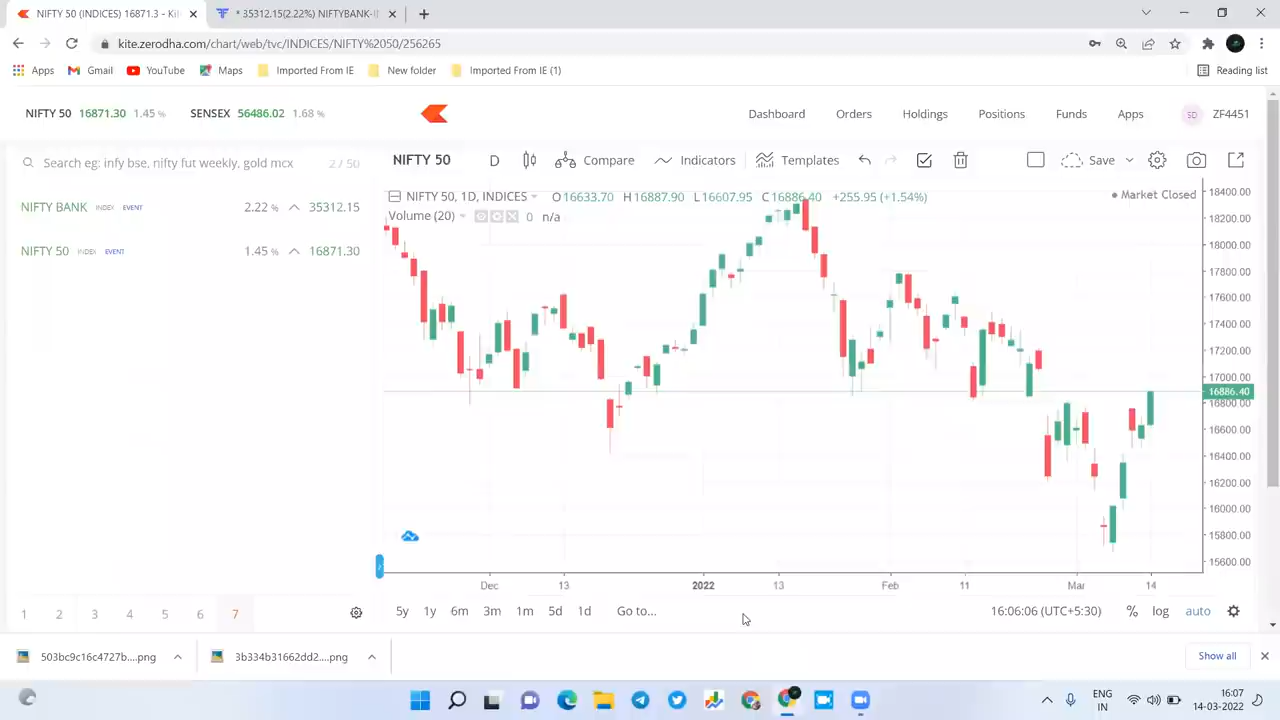 NIFTY 50 (INDICES) 16871.3 - Ki × * 35312.15(2.22%) NIFTYBANK-( × +
kite.zerodha.com/chart/web/tvc/INDICES/NIFTY%2050/256265
Apps Gmail YouTube Maps Imported From IE New folder Imported From IE (1) Reading list
NIFTY 50 16871.30 1.45 % SENSEX 56486.02 1.68 % Dashboard Orders Holdings Positions Funds Apps SD ZF4451
Search eg: infy bse, nifty fut weekly, gold mcx 2 / 50 NIFTY 50 D Compare Indicators Templates Save
NIFTY 50, 1D, INDICES O16633.70 H16887.90 L16607.95 C16886.40 +255.95 (+1.54%) Market Closed
Volume (20) 0 n/a
NIFTY BANK INDEX EVENT 2.22 % 35312.15
NIFTY 50 INDEX EVENT 1.45 % 16871.30
18400.00
18200.00
18000.00
17800.00
17600.00
17400.00
17200.00
17000.00
16886.40
16800.00
16600.00
16400.00
16200.00
16000.00
15800.00
15600.00
Dec 13 2022 13 Feb 11 Mar 14
1 2 3 4 5 6 7 5y 1y 6m 3m 1m 5d 1d Go to... 16:06:06 (UTC+5:30) % log auto
503bc9c16c4727b....png 3b334b31662dd2....png Show all
ENG 16:07
IN 14-03-2022